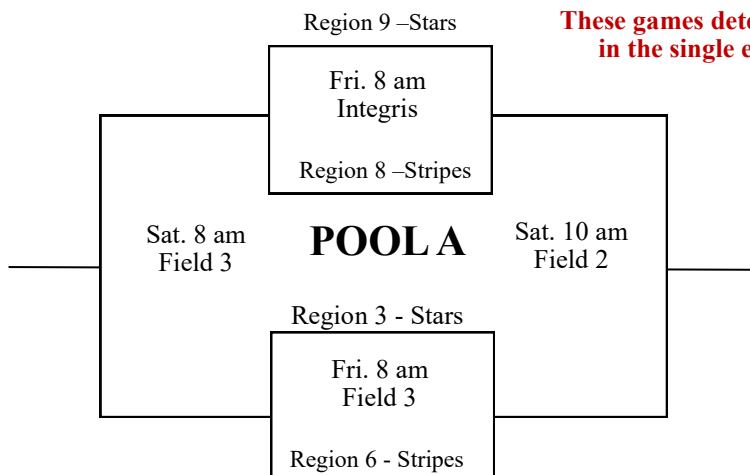 Region 9 –Stars
These games dete
in the single e
Fri. 8 am
Integris
Region 8 –Stripes
Sat. 8 am
Field 3
POOL A
Sat. 10 am
Field 2
Region 3 - Stars
Fri. 8 am
Field 3
Region 6 - Stripes